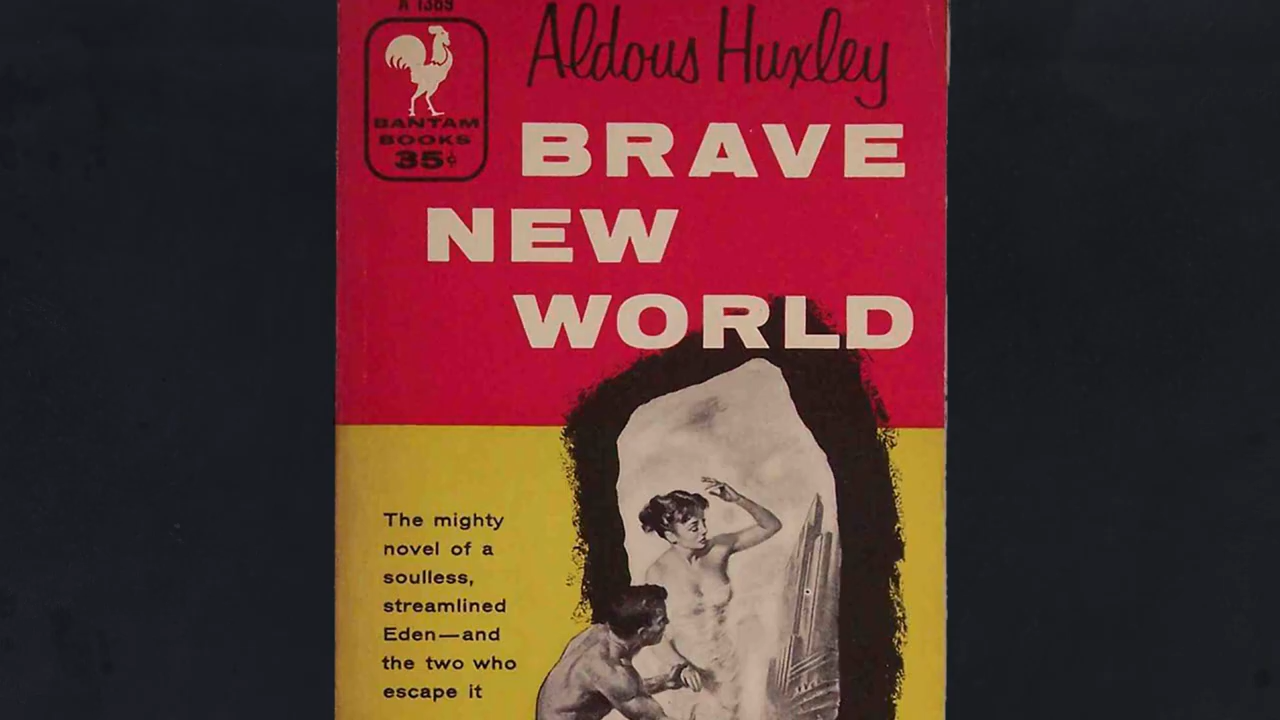 A 1369
BANTAM
BOOKS
35¢
Aldous Huxley
BRAVE
NEW
WORLD
The mighty
novel of a
soulless,
streamlined
Eden—and
the two who
escape it